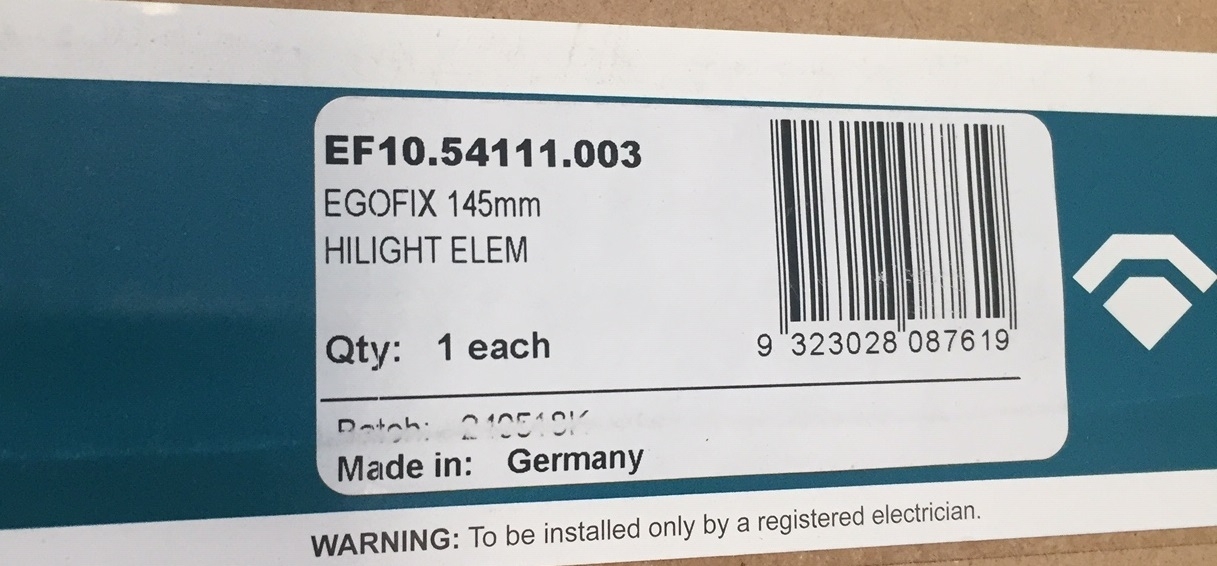 EF10.54111.003
EGOFIX 145mm
HILIGHT ELEM
Qty: 1 each
9 323028 087619
Batch:
Made in: Germany
WARNING: To be installed only by a registered electrician.